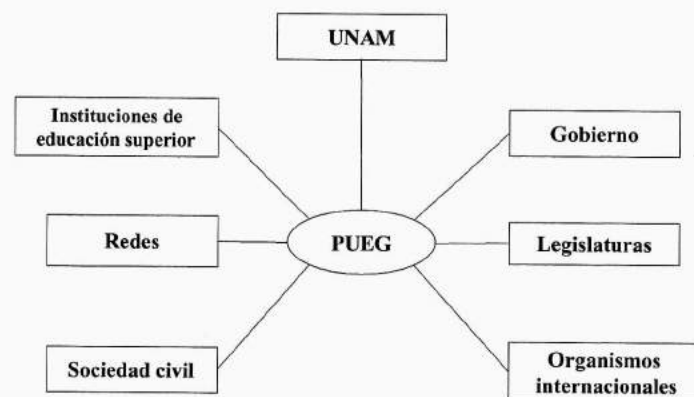 UNAM
Instituciones de
educación superior
Gobierno
Redes
PUEG
Legislaturas
Sociedad civil
Organismos
internacionales